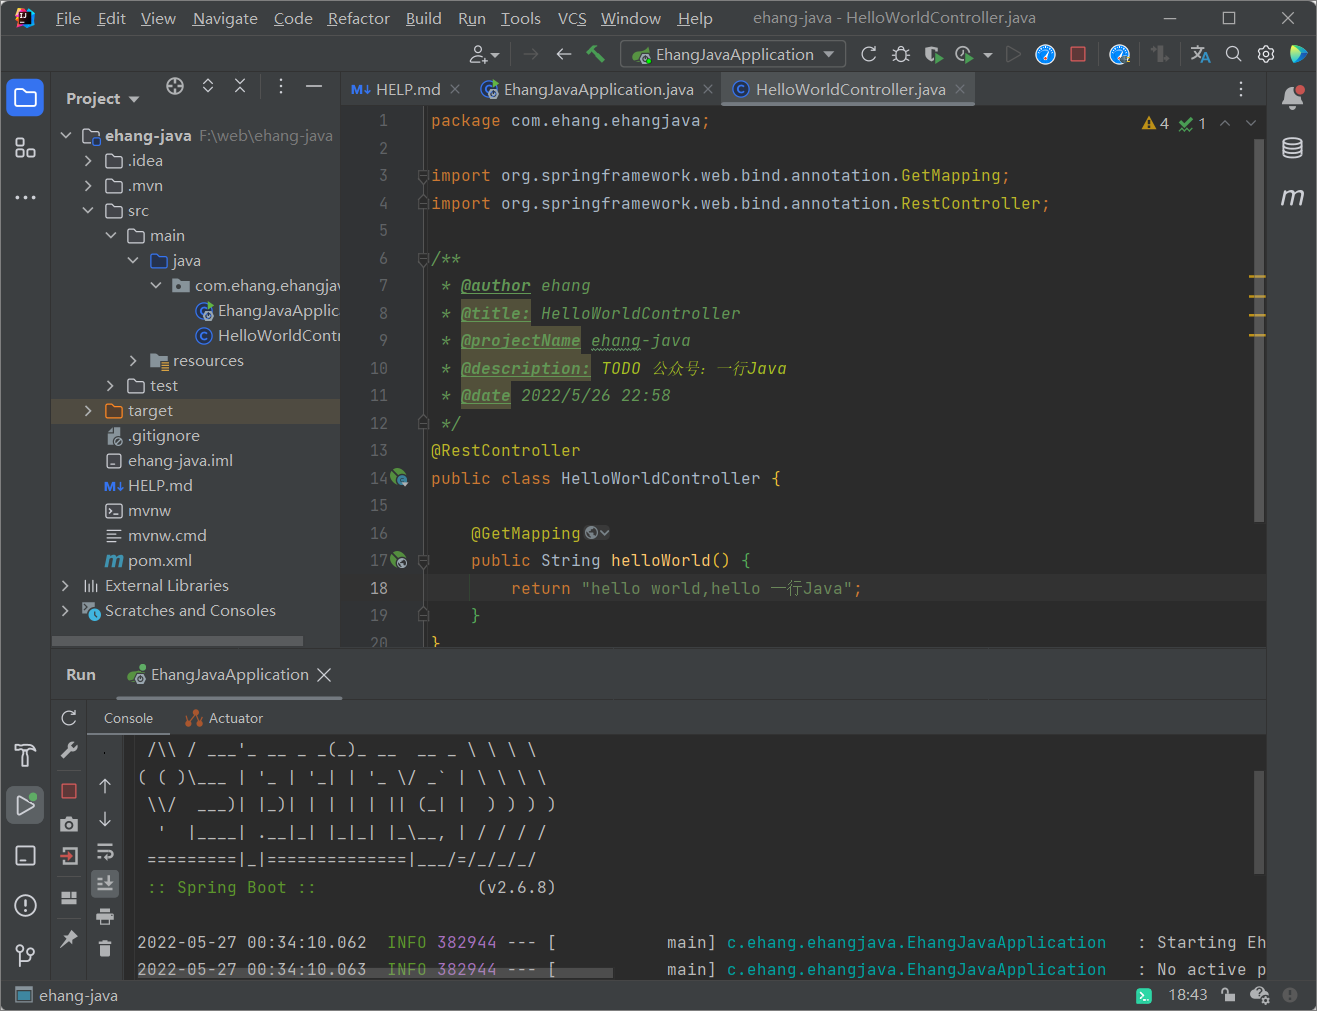 File Edit View Navigate Code Refactor Build Run Tools VCS Window Help ehang-java - HelloWorldController.java
EhangJavaApplication
Project
HELP.md
EhangJavaApplication.java
HelloWorldController.java
ehang-java F:\web\ehang-java
.idea
.mvn
src
main
java
com.ehang.ehangjav
EhangJavaApplic
HelloWorldContr
resources
test
target
.gitignore
ehang-java.iml
HELP.md
mvnw
mvnw.cmd
pom.xml
External Libraries
Scratches and Consoles
4 1
1 package com.ehang.ehangjava;
2
3 import org.springframework.web.bind.annotation.GetMapping;
4 import org.springframework.web.bind.annotation.RestController;
5
6 /**
7 * @author ehang
8 * @title: HelloWorldController
9 * @projectName ehang-java
10 * @description: TODO 公众号：一行Java
11 * @date 2022/5/26 22:58
12 */
13 @RestController
14 public class HelloWorldController {
15
16 @GetMapping
17 public String helloWorld() {
18 return "hello world,hello 一行Java";
19 }
20 }
Run EhangJavaApplication
Console Actuator
 /\\ / ___'_ __ _ _(_)_ __  __ _ \ \ \ \
( ( )\___ | '_ | '_| | '_ \/ _` | \ \ \ \
 \\/  ___)| |_)| | | | | || (_| |  ) ) ) )
  '  |____| .__|_| |_|_| |_\__, | / / / /
 =========|_|==============|___/=/_/_/_/
 :: Spring Boot ::                (v2.6.8)
2022-05-27 00:34:10.062  INFO 382944 --- [           main] c.ehang.ehangjava.EhangJavaApplication   : Starting Eh
2022-05-27 00:34:10.063  INFO 382944 --- [           main] c.ehang.ehangjava.EhangJavaApplication   : No active p
ehang-java 18:43